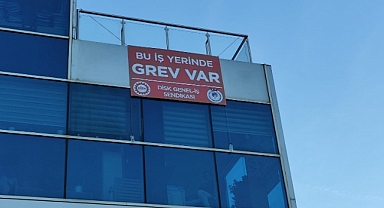 BU İŞ YERİNDE
GREV VAR
DİSK GENEL-İŞ
SENDİKASI